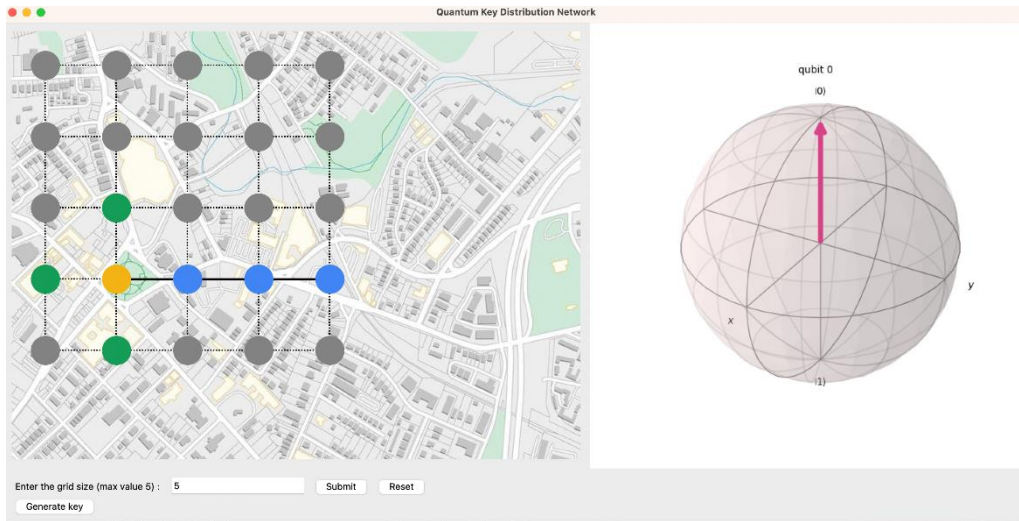 Quantum Key Distribution Network
qubit 0
|0⟩
y
x
|1⟩
Enter the grid size (max value 5) : 5
Submit Reset
Generate key